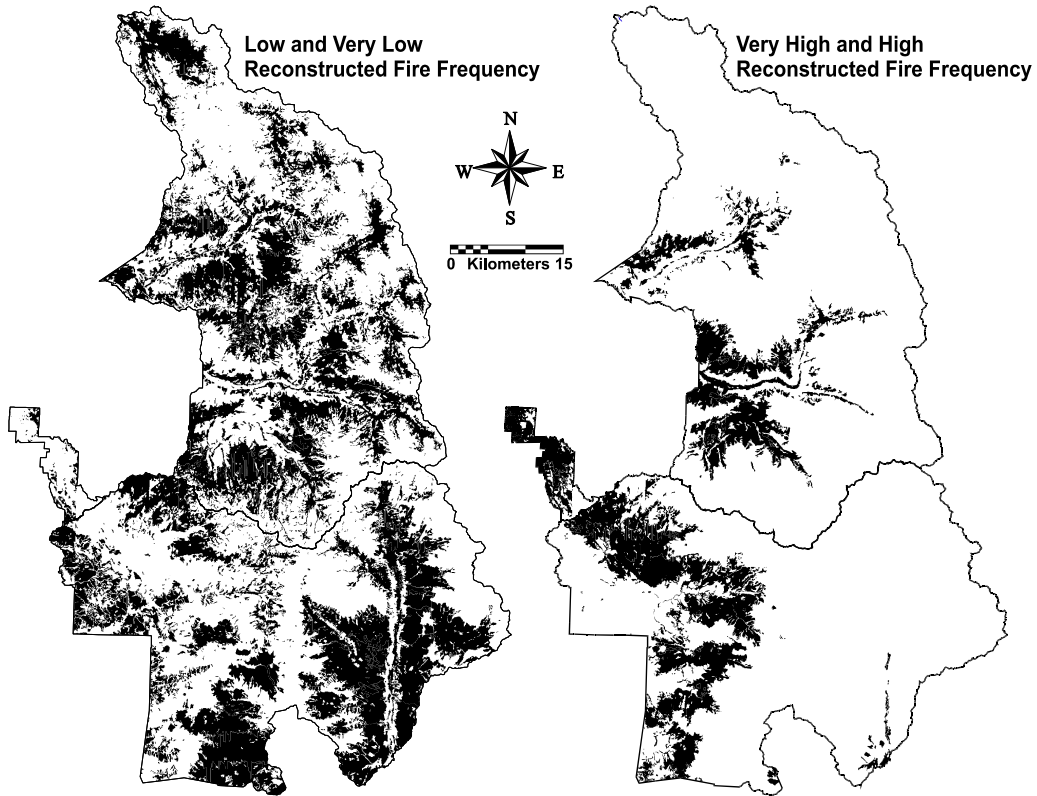 Low and Very Low
Reconstructed Fire Frequency
Very High and High
Reconstructed Fire Frequency
N
W E
S
0 Kilometers 15